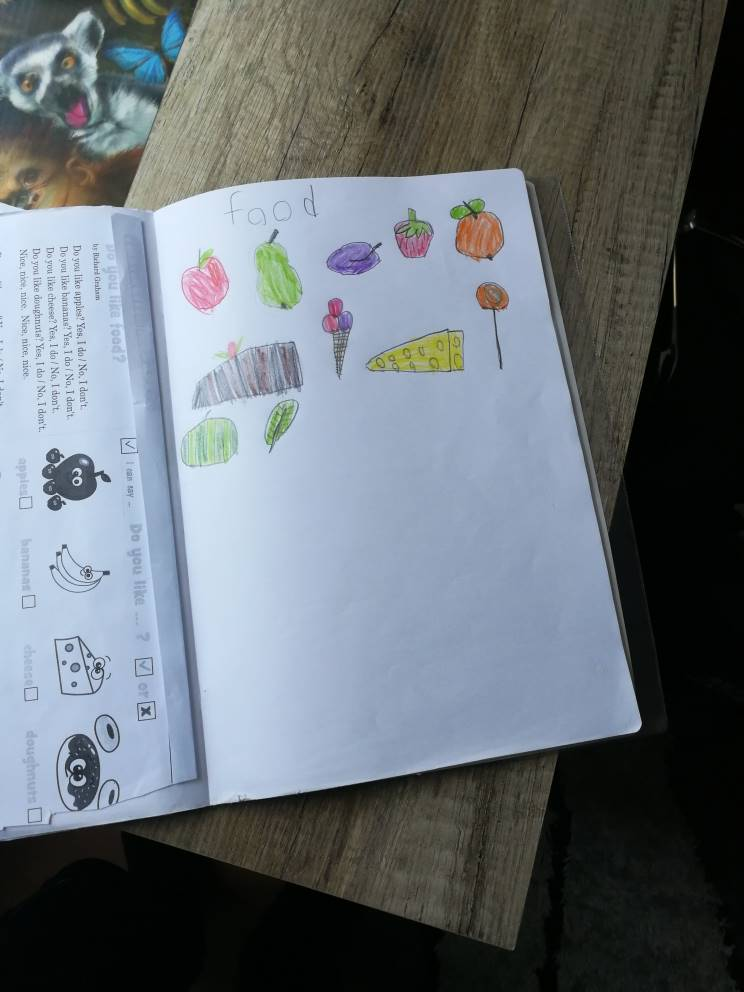 faod
Do you like food?
by Richard Graham
Do you like apples? Yes, I do / No, I don't.
Do you like bananas? Yes, I do / No, I don't.
Do you like cheese? Yes, I do / No, I don't.
Do you like doughnuts? Yes, I do / No, I don't.
Nice, nice, nice. Nice, nice, nice.
I can say ... Do you like .... ? or
apples bananas cheese doughnuts